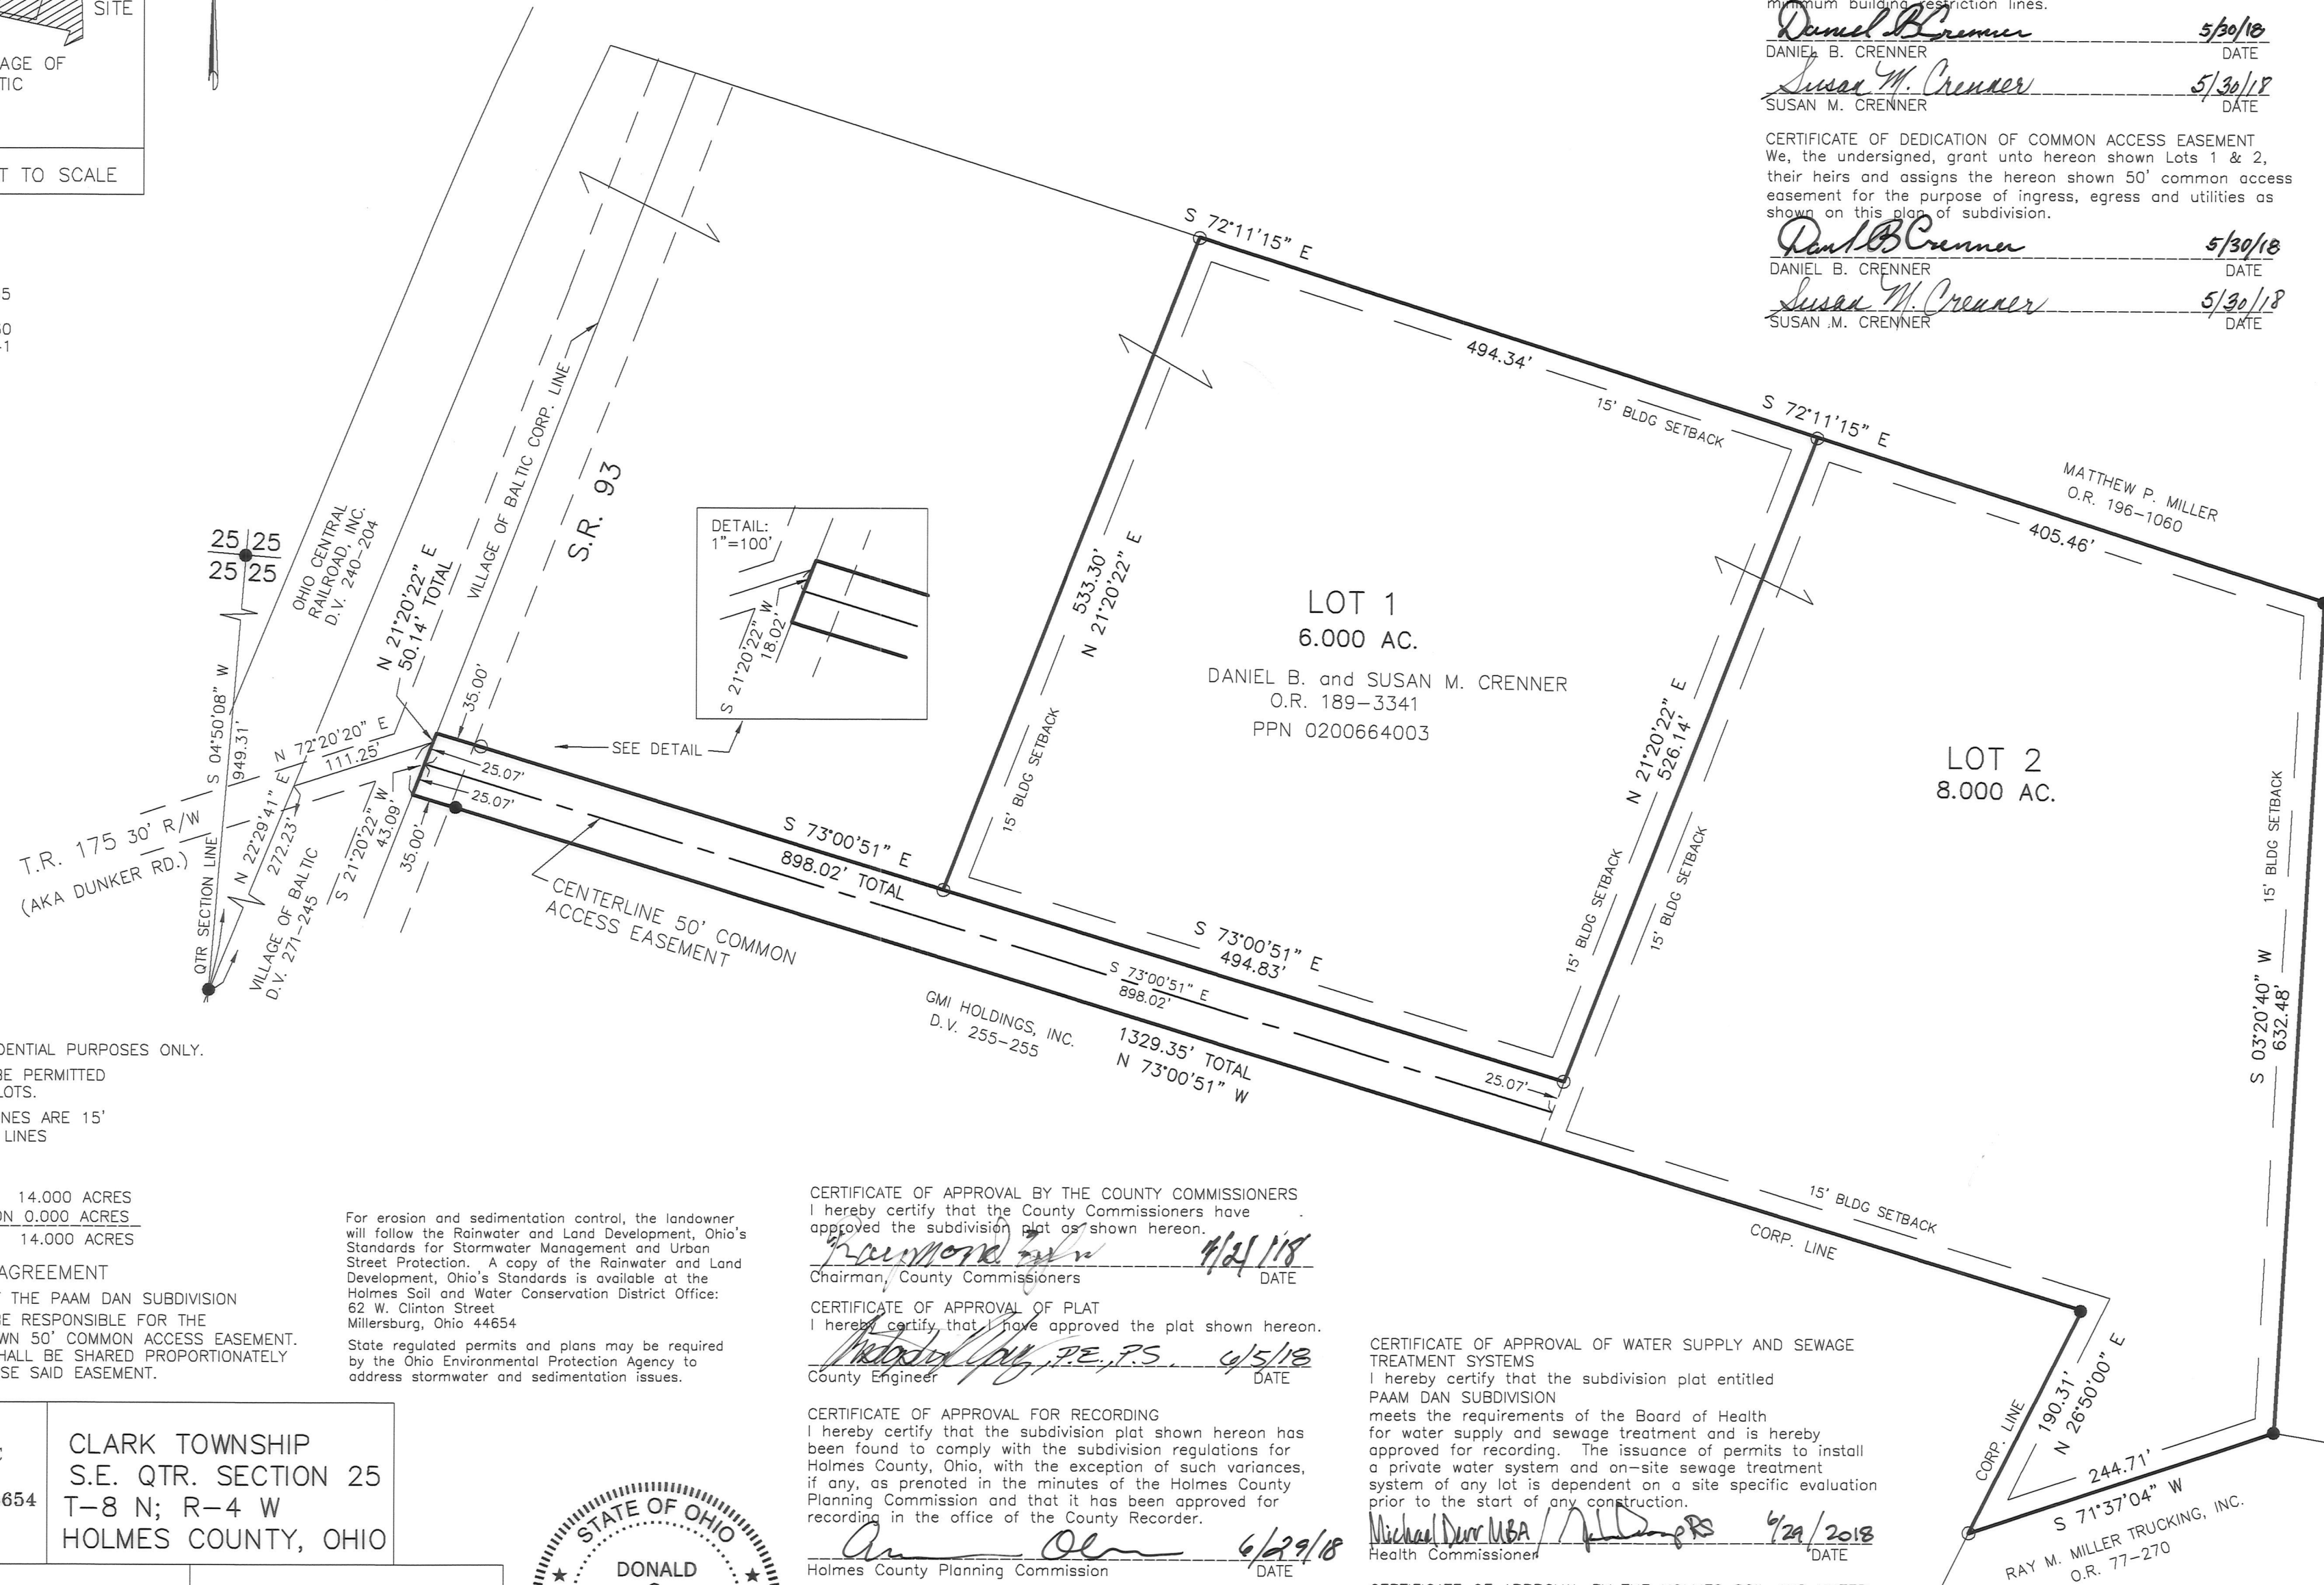 SITE
AGE OF
TIC
T TO SCALE
5
60
-1
minimum building restriction lines.
Daniel B Crenner 5/30/18
DANIEL B. CRENNER DATE
Susan M. Crenner 5/30/18
SUSAN M. CRENNER DATE
CERTIFICATE OF DEDICATION OF COMMON ACCESS EASEMENT
We, the undersigned, grant unto hereon shown Lots 1 & 2,
their heirs and assigns the hereon shown 50' common access
easement for the purpose of ingress, egress and utilities as
shown on this plan of subdivision.
Daniel B Crenner 5/30/18
DANIEL B. CRENNER DATE
Susan M. Crenner 5/30/18
SUSAN M. CRENNER DATE
S 72°11'15" E
494.34'
15' BLDG SETBACK
S 72°11'15" E
MATTHEW P. MILLER
O.R. 196-1060
405.46'
VILLAGE OF BALTIC CORP. LINE
S.R. 93
OHIO CENTRAL
RAILROAD, INC.
D.V. 240-204
25 25
25 25
N 21°20'22" E
50.14' TOTAL
35.00'
DETAIL:
1"=100'
S 21°20'22" W
18.02'
SEE DETAIL
533.30'
N 21°20'22" E
15' BLDG SETBACK
LOT 1
6.000 AC.
DANIEL B. and SUSAN M. CRENNER
O.R. 189-3341
PPN 0200664003
N 21°20'22" E
526.14'
15' BLDG SETBACK
15' BLDG SETBACK
LOT 2
8.000 AC.
15' BLDG SETBACK
S 03°20'40" W
632.48'
S 04°50'08" W
949.31'
QTR SECTION LINE
N 72°20'20" E
111.25'
T.R. 175 30' R/W
(AKA DUNKER RD.)
N 22°29'41" E
272.23'
VILLAGE OF BALTIC
D.V. 271-245
S 21°20'22" W
43.09'
35.00'
25.07'
25.07'
S 73°00'51" E
898.02' TOTAL
CENTERLINE 50' COMMON
ACCESS EASEMENT
S 73°00'51" E
494.83'
S 73°00'51" E
898.02'
25.07'
GMI HOLDINGS, INC.
D.V. 255-255
1329.35' TOTAL
N 73°00'51" W
15' BLDG SETBACK
CORP. LINE
CORP. LINE
190.31'
N 26°50'00" E
244.71'
S 71°37'04" W
RAY M. MILLER TRUCKING, INC.
O.R. 77-270
DENTIAL PURPOSES ONLY.
BE PERMITTED
LOTS.
NES ARE 15'
LINES
14.000 ACRES
ON 0.000 ACRES
14.000 ACRES
AGREEMENT
THE PAAM DAN SUBDIVISION
BE RESPONSIBLE FOR THE
WN 50' COMMON ACCESS EASEMENT.
HALL BE SHARED PROPORTIONATELY
SE SAID EASEMENT.
For erosion and sedimentation control, the landowner
will follow the Rainwater and Land Development, Ohio's
Standards for Stormwater Management and Urban
Street Protection. A copy of the Rainwater and Land
Development, Ohio's Standards is available at the
Holmes Soil and Water Conservation District Office:
62 W. Clinton Street
Millersburg, Ohio 44654
State regulated permits and plans may be required
by the Ohio Environmental Protection Agency to
address stormwater and sedimentation issues.
654
CLARK TOWNSHIP
S.E. QTR. SECTION 25
T-8 N; R-4 W
HOLMES COUNTY, OHIO
STATE OF OHIO
DONALD
CERTIFICATE OF APPROVAL BY THE COUNTY COMMISSIONERS
I hereby certify that the County Commissioners have
approved the subdivision plat as shown hereon.
Raymond
Chairman, County Commissioners DATE
CERTIFICATE OF APPROVAL OF PLAT
I hereby certify that I have approved the plat shown hereon.
P.E., P.S. 6/5/18
County Engineer DATE
CERTIFICATE OF APPROVAL FOR RECORDING
I hereby certify that the subdivision plat shown hereon has
been found to comply with the subdivision regulations for
Holmes County, Ohio, with the exception of such variances,
if any, as prenoted in the minutes of the Holmes County
Planning Commission and that it has been approved for
recording in the office of the County Recorder.
6/29/18
Holmes County Planning Commission DATE
CERTIFICATE OF APPROVAL OF WATER SUPPLY AND SEWAGE
TREATMENT SYSTEMS
I hereby certify that the subdivision plat entitled
PAAM DAN SUBDIVISION
meets the requirements of the Board of Health
for water supply and sewage treatment and is hereby
approved for recording. The issuance of permits to install
a private water system and on-site sewage treatment
system of any lot is dependent on a site specific evaluation
prior to the start of any construction.
Michael Derr MBA / RS 6/29/2018
Health Commissioner DATE